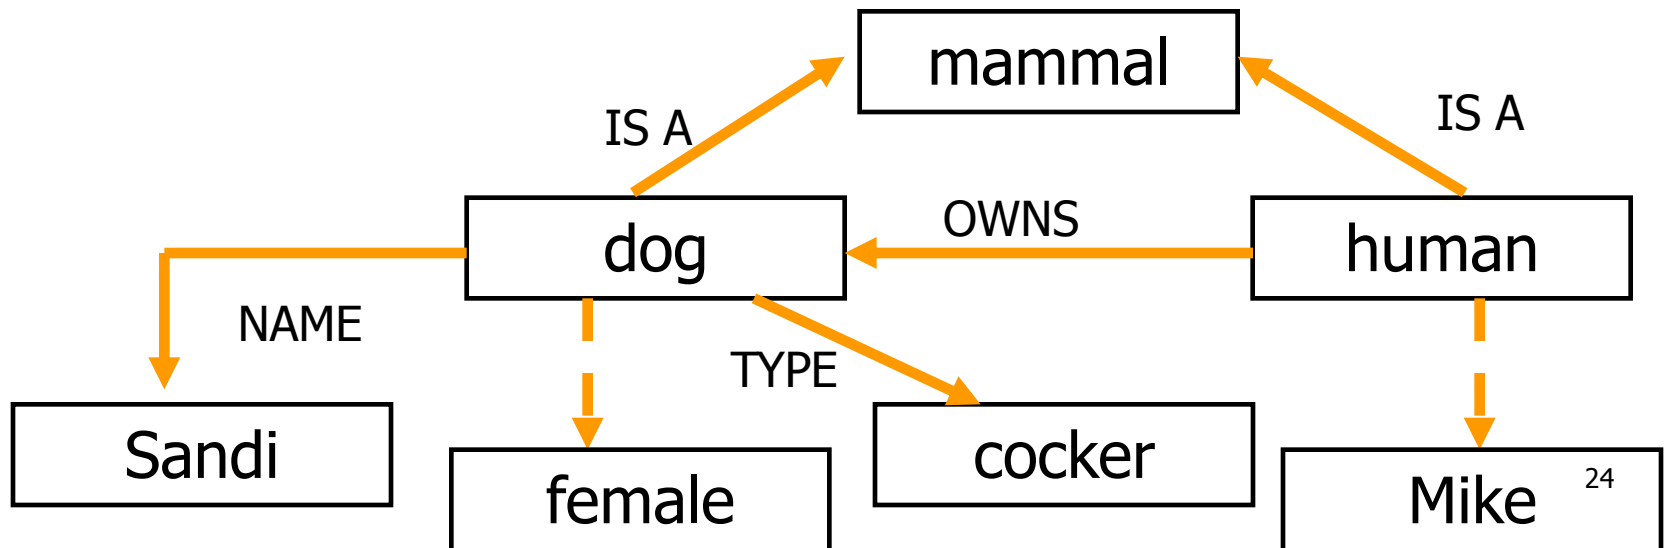 mammal
IS A
IS A
dog
OWNS
human
NAME
TYPE
Sandi
female
cocker
Mike
24